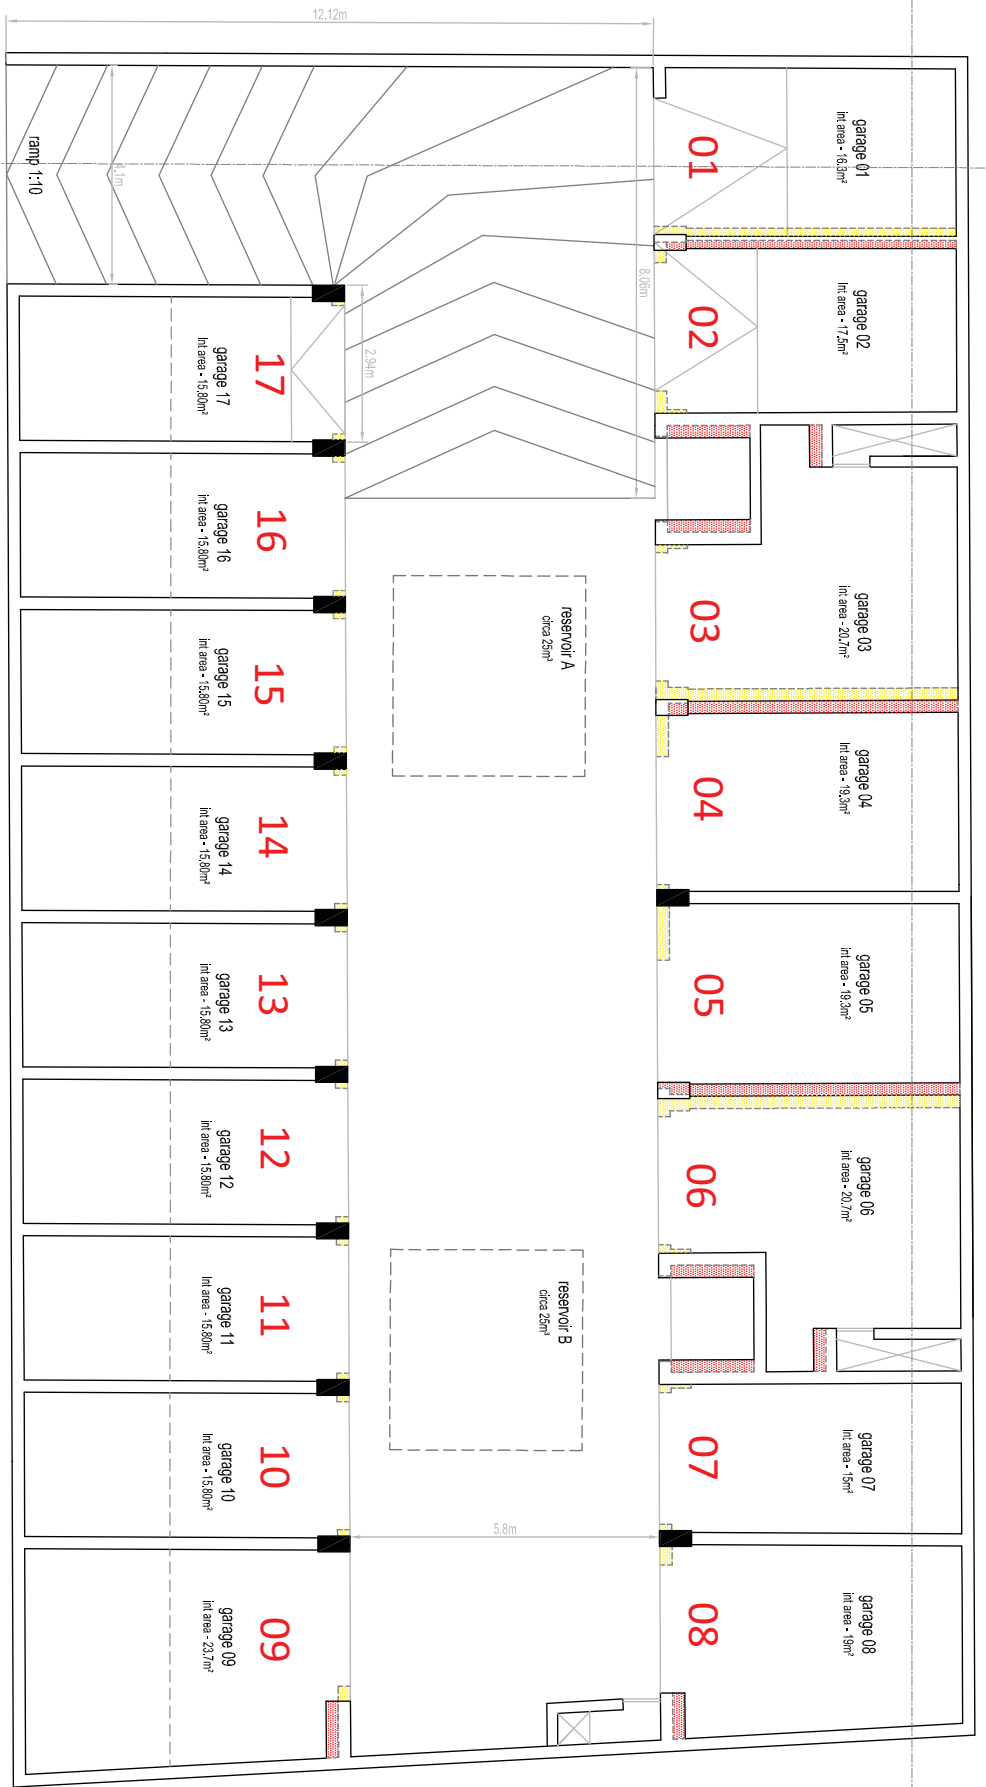 12.12m
ramp 1:10
4.1m
01
garage 01
int area - 16.3m²
8.06m
02
garage 02
int area - 17.5m²
2.94m
17
garage 17
int area - 15.80m²
16
garage 16
int area - 15.80m²
reservoir A
circa 25m³
03
garage 03
int area - 20.7m²
15
garage 15
int area - 15.80m²
04
garage 04
int area - 19.3m²
14
garage 14
int area - 15.80m²
05
garage 05
int area - 19.3m²
13
garage 13
int area - 15.80m²
06
garage 06
int area - 20.7m²
12
garage 12
int area - 15.80m²
reservoir B
circa 25m³
11
garage 11
int area - 15.80m²
07
garage 07
int area - 15m²
10
garage 10
int area - 15.80m²
5.8m
08
garage 08
int area - 19m²
09
garage 09
int area - 23.7m²